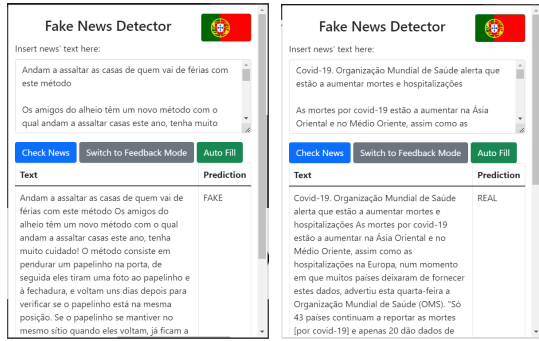 Fake News Detector
Insert news' text here:
Andam a assaltar as casas de quem vai de férias com
este método
Os amigos do alheio têm um novo método com o
qual andam a assaltar casas este ano, tenha muito
Check News
Switch to Feedback Mode
Auto Fill
Text
Prediction
Andam a assaltar as casas de quem vai de
férias com este método Os amigos do
alheio têm um novo método com o qual
andam a assaltar casas este ano, tenha
muito cuidado! O método consiste em
pendurar um papelinho na porta, de
seguida eles tiram uma foto ao papelinho e
à fechadura, e voltam uns dias depois para
verificar se o papelinho está na mesma
posição. Se o papelinho se mantiver no
mesmo sítio quando eles voltam, já ficam a
FAKE
Fake News Detector
Insert news' text here:
Covid-19. Organização Mundial de Saúde alerta que
estão a aumentar mortes e hospitalizações
As mortes por covid-19 estão a aumentar na Ásia
Oriental e no Médio Oriente, assim como as
Check News
Switch to Feedback Mode
Auto Fill
Text
Prediction
Covid-19. Organização Mundial de Saúde
alerta que estão a aumentar mortes e
hospitalizações As mortes por covid-19
estão a aumentar na Ásia Oriental e no
Médio Oriente, assim como as
hospitalizações na Europa, num momento
em que muitos países deixaram de fornecer
estes dados, advertiu esta quarta-feira a
Organização Mundial de Saúde (OMS). "Só
43 países continuam a reportar as mortes
[por covid-19] e apenas 20 dão dados de
REAL